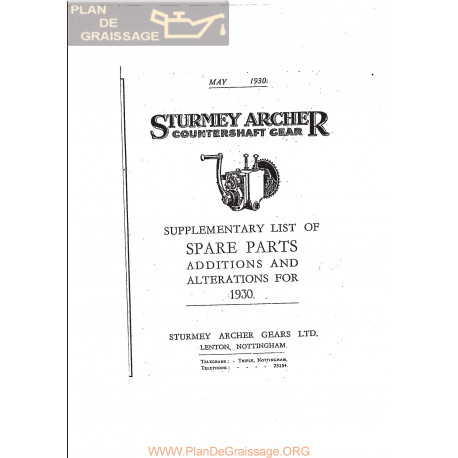 PLAN DE GRAISSAGE
MAY 1930.
STURMEY ARCHER
COUNTERSHAFT GEAR
SUPPLEMENTARY LIST OF
SPARE PARTS
ADDITIONS AND
ALTERATIONS FOR
1930.
STURMEY ARCHER GEARS LTD.
LENTON, NOTTINGHAM.
TELEGRAMS: - TRIPLE, NOTTINGHAM.
TELEPHONE: - - - - 75254.
www.PlanDeGraissage.ORG